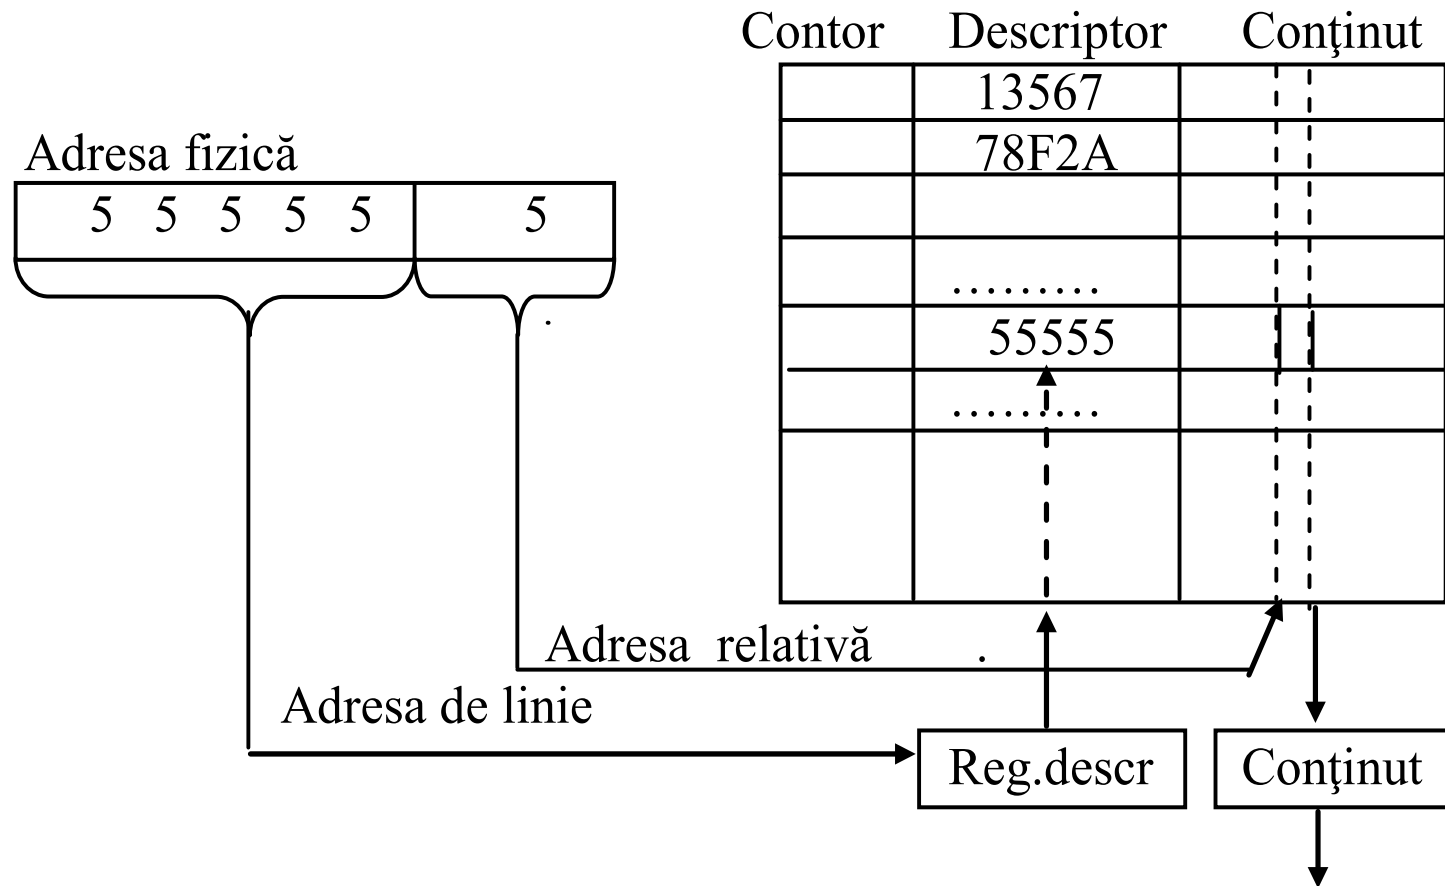 Contor Descriptor Conţinut
13567
Adresa fizică
78F2A
5 5 5 5 5 5
.........
.
55555
.........
Adresa relativă .
Adresa de linie
Reg.descr Conţinut